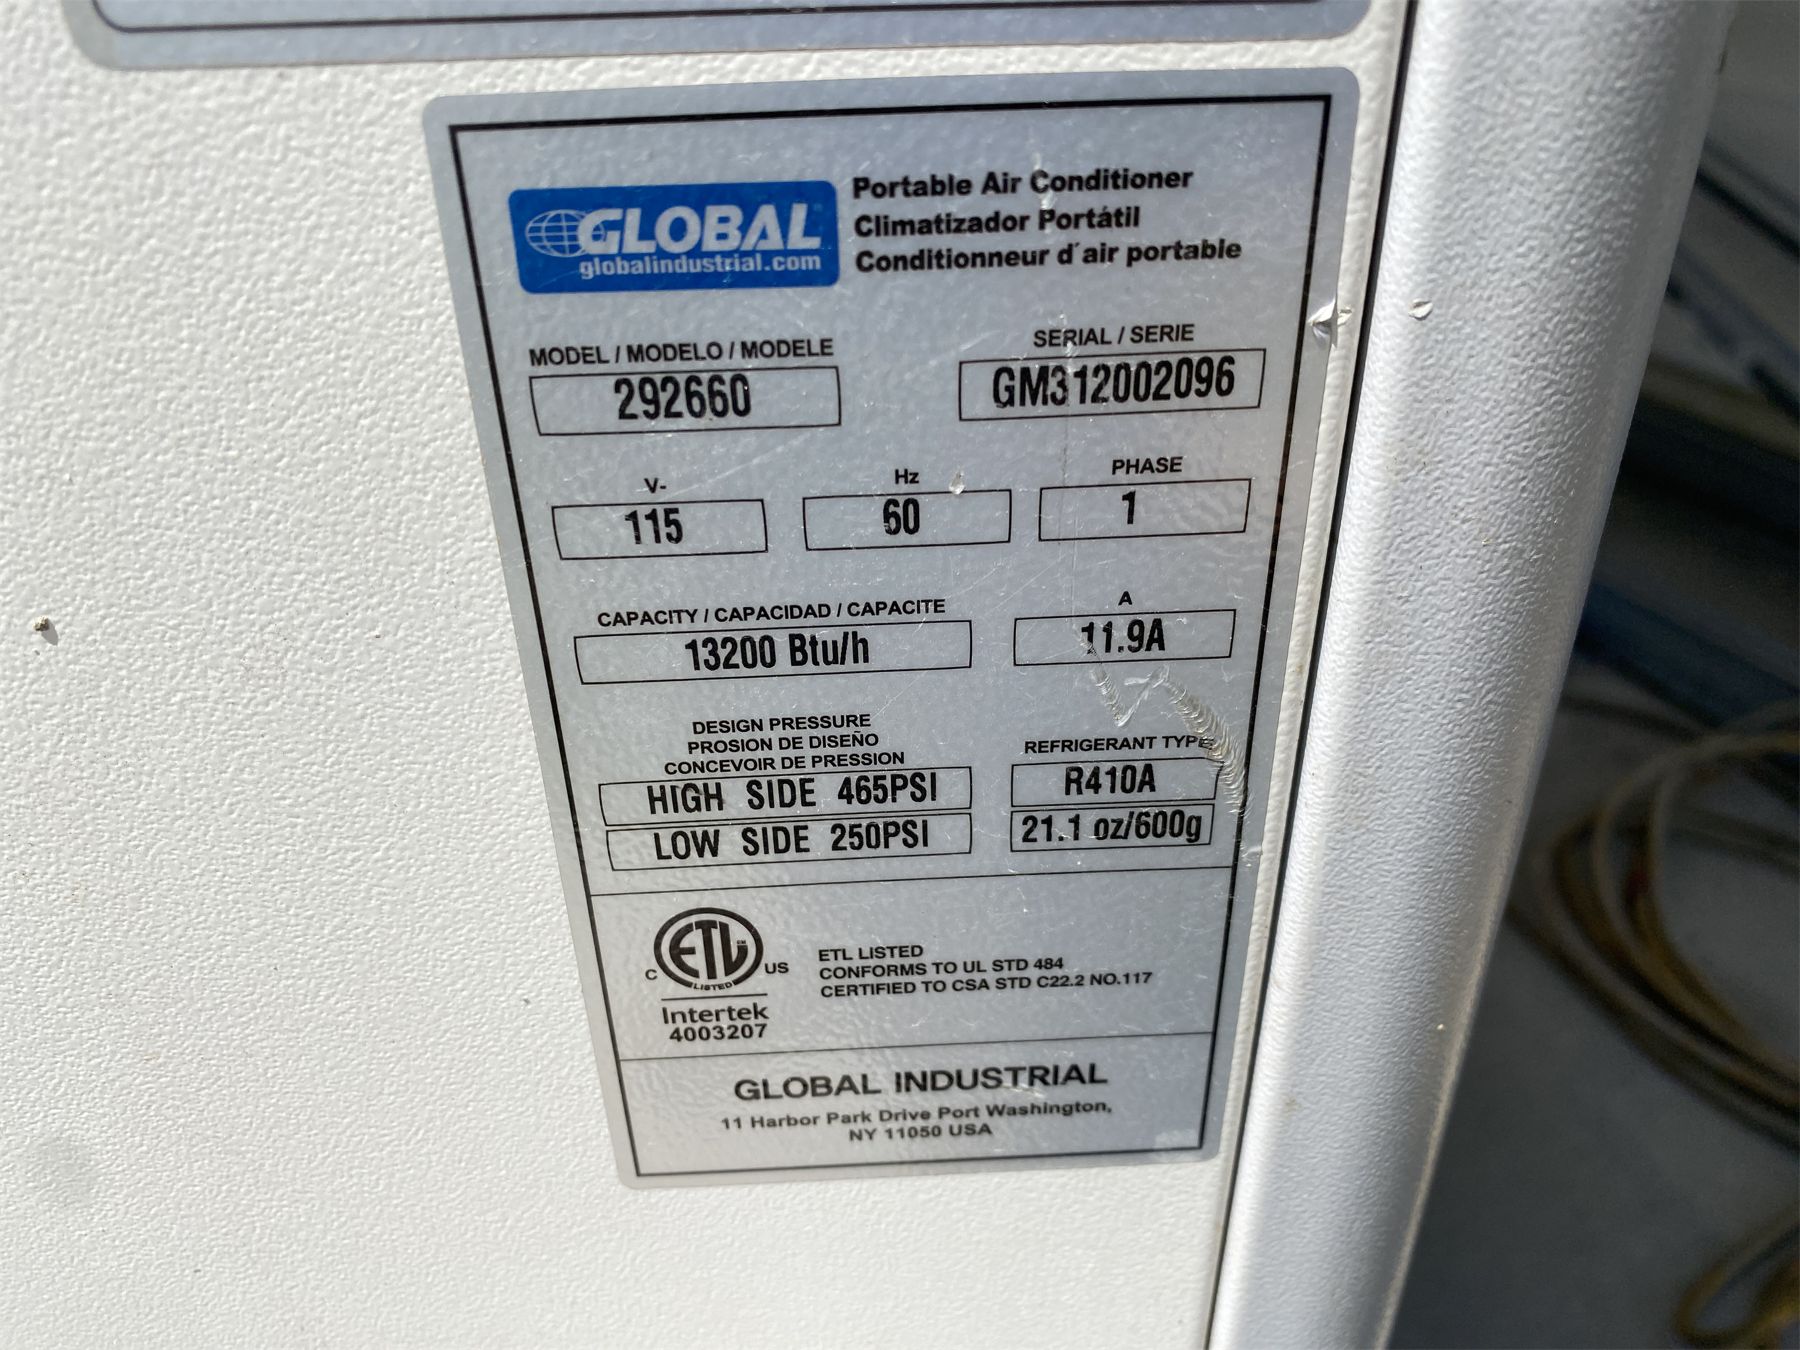 GLOBAL
globalindustrial.com
Portable Air Conditioner
Climatizador Portátil
Conditionneur d´air portable
MODEL / MODELO / MODELE
292660
SERIAL / SERIE
GM312002096
V-
115
Hz
60
PHASE
1
CAPACITY / CAPACIDAD / CAPACITE
13200 Btu/h
A
11.9A
DESIGN PRESSURE
PROSION DE DISEÑO
CONCEVOIR DE PRESSION
HIGH SIDE 465PSI
LOW SIDE 250PSI
REFRIGERANT TYPE
R410A
21.1 oz/600g
ETL
CM
LISTED
C
US
Intertek
4003207
ETL LISTED
CONFORMS TO UL STD 484
CERTIFIED TO CSA STD C22.2 NO.117
GLOBAL INDUSTRIAL
11 Harbor Park Drive Port Washington,
NY 11050 USA